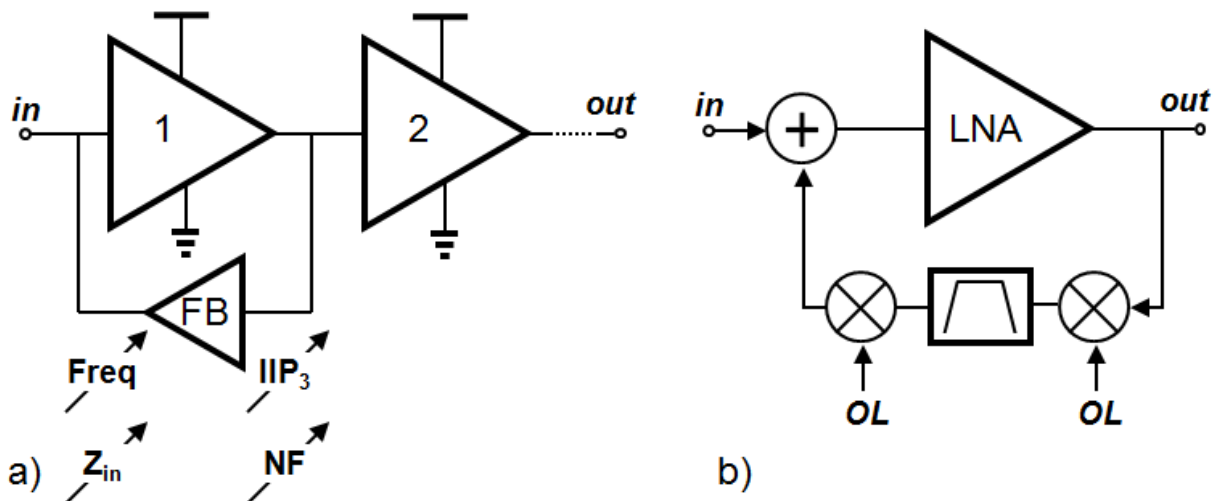 in
1
2
out
FB
Freq
IIP3
Zin
NF
a)
in
+
LNA
out
OL
OL
b)